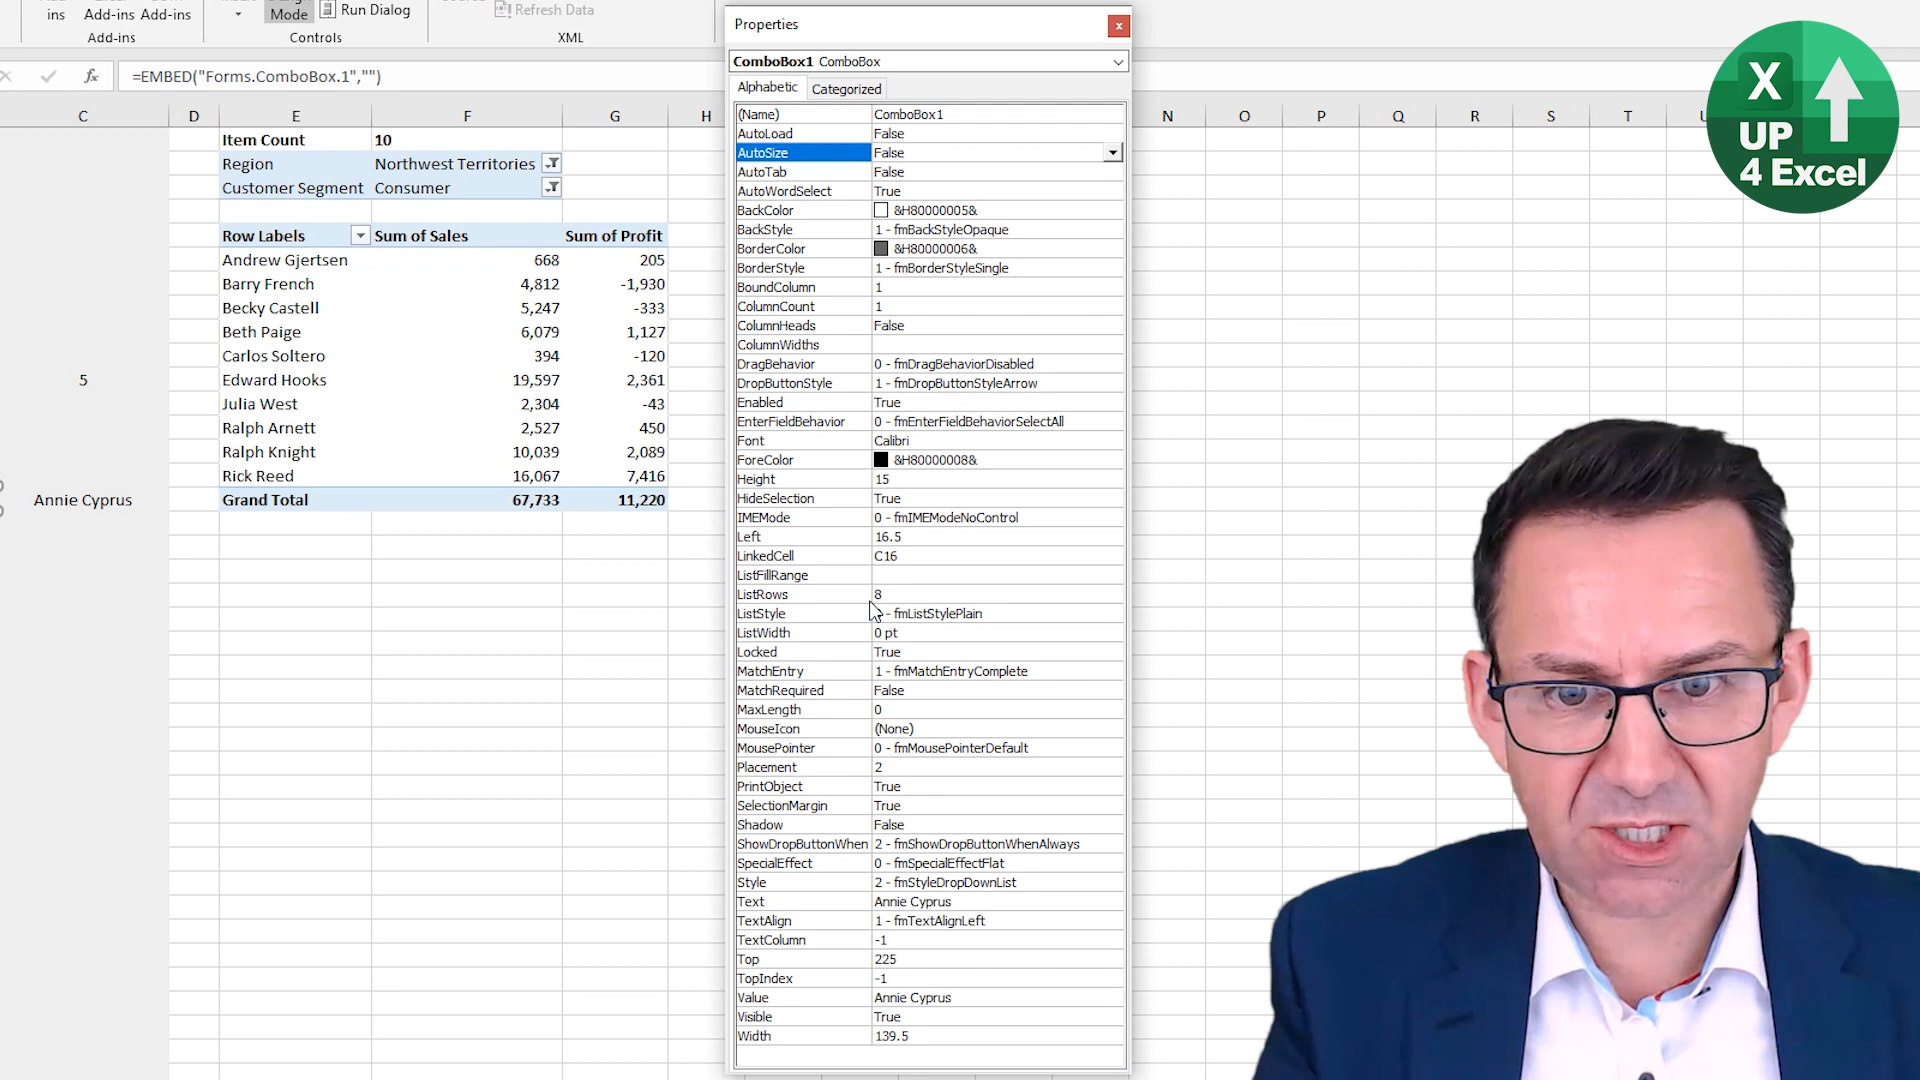 ins Add-ins Add-ins
Add-ins
Mode
Run Dialog
Controls
Refresh Data
XML
fx =EMBED("Forms.ComboBox.1","")
C D E F G H N O P Q R S T
Item Count 10
Region Northwest Territories
Customer Segment Consumer
Row Labels Sum of Sales Sum of Profit
Andrew Gjertsen 668 205
Barry French 4,812 -1,930
Becky Castell 5,247 -333
Beth Paige 6,079 1,127
Carlos Soltero 394 -120
5 Edward Hooks 19,597 2,361
Julia West 2,304 -43
Ralph Arnett 2,527 450
Ralph Knight 10,039 2,089
Rick Reed 16,067 7,416
Annie Cyprus Grand Total 67,733 11,220
Properties
x
ComboBox1 ComboBox
Alphabetic Categorized
(Name) ComboBox1
AutoLoad False
AutoSize False
AutoTab False
AutoWordSelect True
BackColor &H80000005&
BackStyle 1 - fmBackStyleOpaque
BorderColor &H80000006&
BorderStyle 1 - fmBorderStyleSingle
BoundColumn 1
ColumnCount 1
ColumnHeads False
ColumnWidths
DragBehavior 0 - fmDragBehaviorDisabled
DropButtonStyle 1 - fmDropButtonStyleArrow
Enabled True
EnterFieldBehavior 0 - fmEnterFieldBehaviorSelectAll
Font Calibri
ForeColor &H80000008&
Height 15
HideSelection True
IMEMode 0 - fmIMEModeNoControl
Left 16.5
LinkedCell C16
ListFillRange
ListRows 8
ListStyle - fmListStylePlain
ListWidth 0 pt
Locked True
MatchEntry 1 - fmMatchEntryComplete
MatchRequired False
MaxLength 0
MouseIcon (None)
MousePointer 0 - fmMousePointerDefault
Placement 2
PrintObject True
SelectionMargin True
Shadow False
ShowDropButtonWhen 2 - fmShowDropButtonWhenAlways
SpecialEffect 0 - fmSpecialEffectFlat
Style 2 - fmStyleDropDownList
Text Annie Cyprus
TextAlign 1 - fmTextAlignLeft
TextColumn -1
Top 225
TopIndex -1
Value Annie Cyprus
Visible True
Width 139.5
X
UP
4 Excel